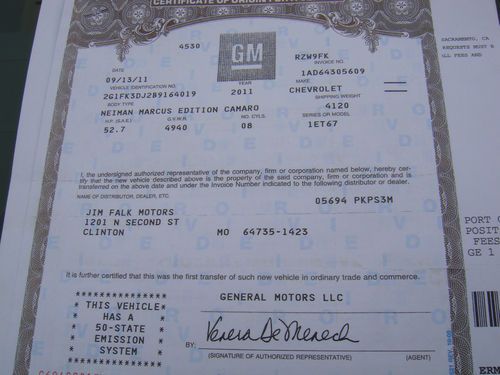 CERTIFICATE OF ORIGIN FOR
4530
GM
RZW9FK
DATE
INVOICE NO.
09/13/11
1AD64305609
VEHICLE IDENTIFICATION NO.
YEAR
MAKE
2G1FK3DJ2B9164019
2011
CHEVROLET
BODY TYPE
SHIPPING WEIGHT
NEIMAN MARCUS EDITION CAMARO
4120
H.P. (S.A.E.)
G.V.W.R.
NO. CYLS.
SERIES OR MODEL
52.7
4940
08
1ET67
I, the undersigned authorized representative of the company, firm or corporation named below, hereby cer-
tify that the new vehicle described above is the property of the said company, firm or corporation and is
transferred on the above date and under the Invoice Number indicated to the following distributor or dealer.
NAME OF DISTRIBUTOR, DEALER, ETC.
05694 PKPS3M
JIM FALK MOTORS
1201 N SECOND ST
CLINTON
MO 64735-1423
It is further certified that this was the first transfer of such new vehicle in ordinary trade and commerce.
GENERAL MOTORS LLC
* * * * * * * * * * * * * *
* THIS VEHICLE *
* HAS A *
* 50-STATE *
* EMISSION *
* SYSTEM *
* * * * * * * * * * * * * *
BY:
(SIGNATURE OF AUTHORIZED REPRESENTATIVE)
(AGENT)
SACRAMENTO, CA
REQUESTS MUST B
LL FEES AND
PORT O
POSIT
FEES
GE 1
ERN